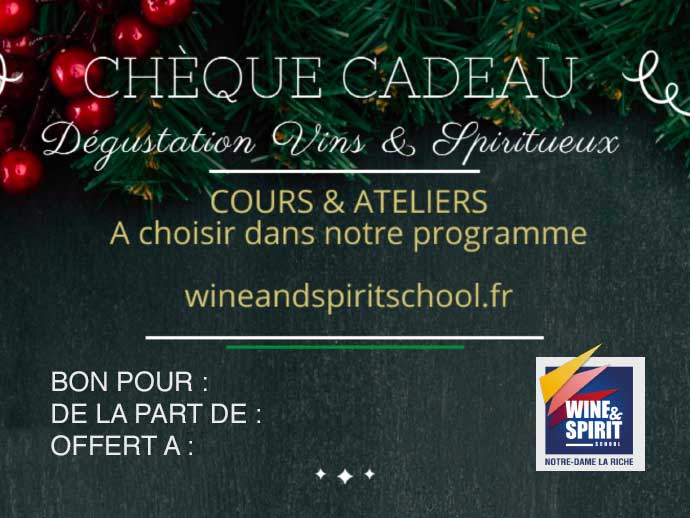 CHÈQUE CADEAU
Dégustation Vins & Spiritueux
COURS & ATELIERS
A choisir dans notre programme
wineandspiritschool.fr
BON POUR :
DE LA PART DE :
OFFERT A :
WINE&
SPIRIT
SCHOOL
NOTRE-DAME LA RICHE